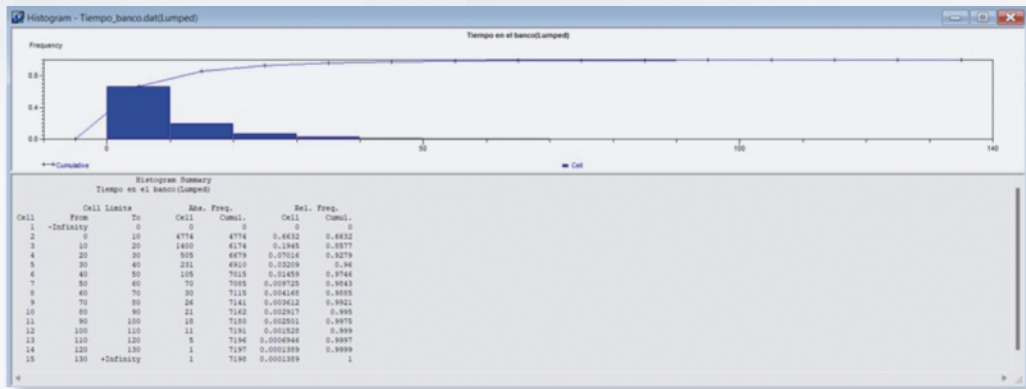 Histogram - Tiempo_banco.dat(Lumped)
Tiempo en el banco(Lumped)
Frequency
0.8
0.4
0.0
0 50 100 140
Cumulative Cell
Histogram Summary
Tiempo en el banco(Lumped)
Cell Limits Abs. Freq. Rel. Freq.
Cell From To Cell Cumul. Cell Cumul.
1 -Infinity 0 0 0 0 0
2 0 10 4774 4774 0.6632 0.6632
3 10 20 1400 6174 0.1945 0.8577
4 20 30 505 6679 0.07016 0.9279
5 30 40 231 6910 0.03209 0.96
6 40 50 105 7015 0.01459 0.9746
7 50 60 70 7085 0.009725 0.9843
8 60 70 30 7115 0.004168 0.9885
9 70 80 26 7141 0.003612 0.9921
10 80 90 21 7162 0.002917 0.995
11 90 100 18 7180 0.002501 0.9975
12 100 110 11 7191 0.001528 0.999
13 110 120 5 7196 0.0006946 0.9997
14 120 130 1 7197 0.0001389 0.9999
15 130 +Infinity 1 7198 0.0001389 1